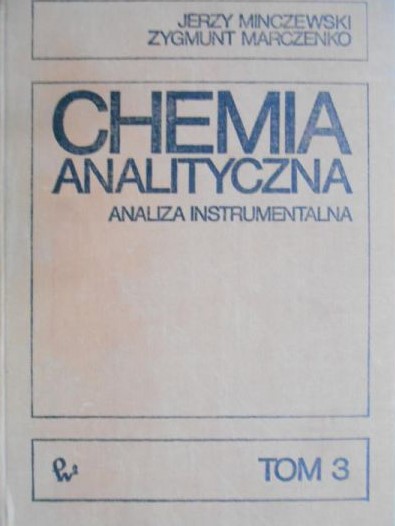 JERZY MINCZEWSKI
ZYGMUNT MARCZENKO
CHEMIA
ANALITYCZNA
ANALIZA INSTRUMENTALNA
TOM 3